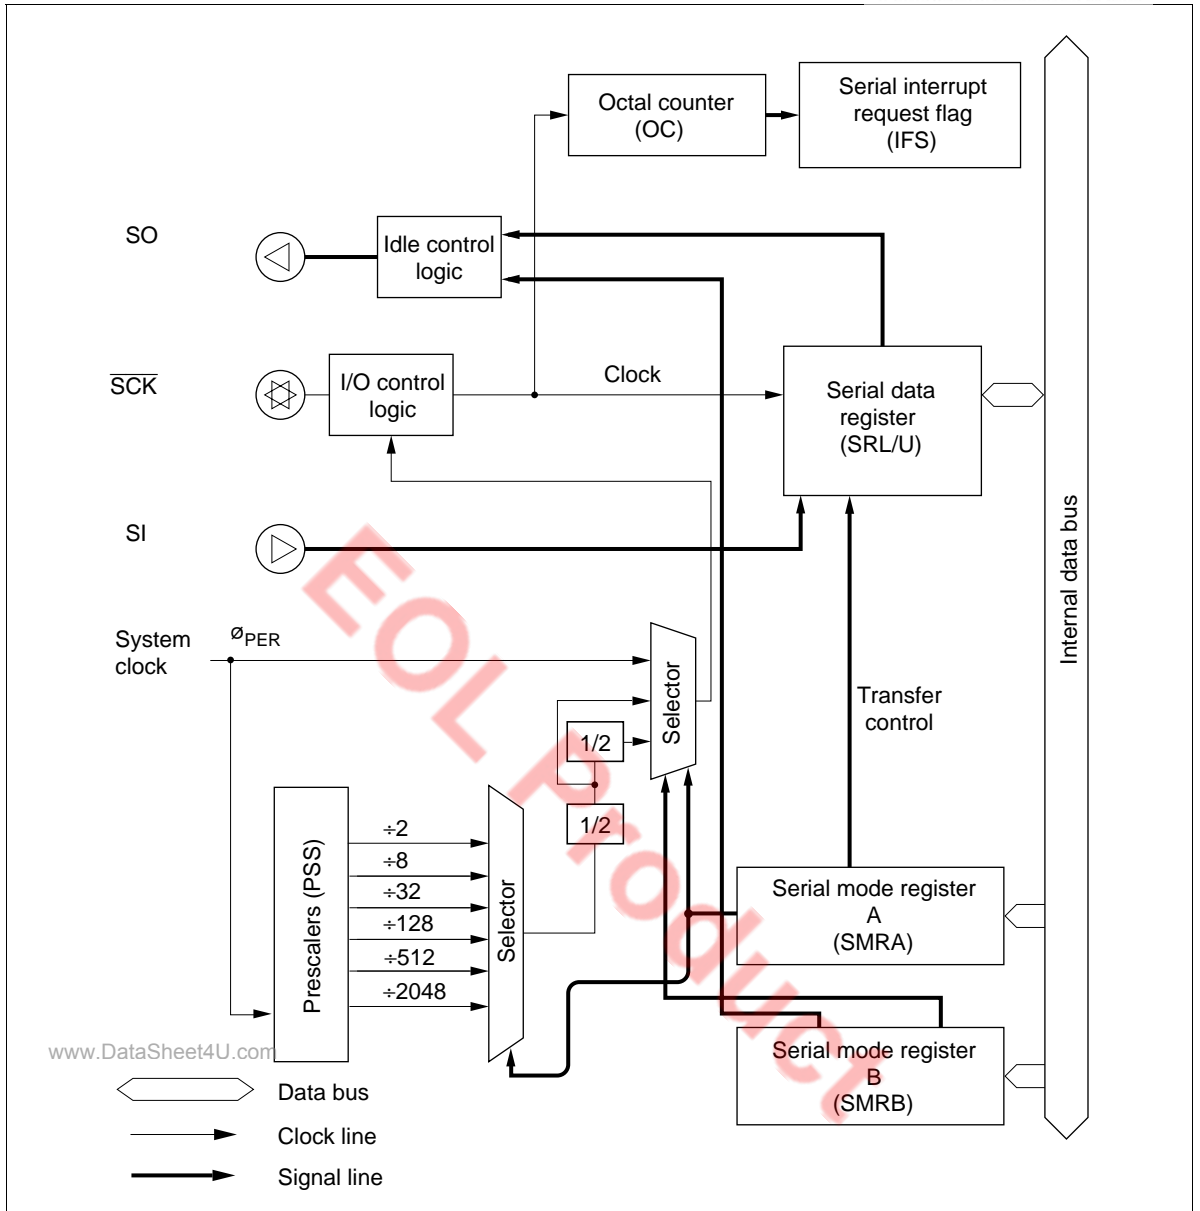 Octal counter
(OC)
Serial interrupt
request flag
(IFS)
SO
Idle control
logic
SCK
I/O control
logic
Clock
Serial data
register
(SRL/U)
SI
Internal data bus
System
clock
øPER
Selector
Transfer
control
1/2
1/2
Prescalers (PSS)
÷2
÷8
÷32
÷128
÷512
÷2048
Selector
Serial mode register
A
(SMRA)
Serial mode register
B
(SMRB)
EOL Product
www.DataSheet4U.com
Data bus
Clock line
Signal line